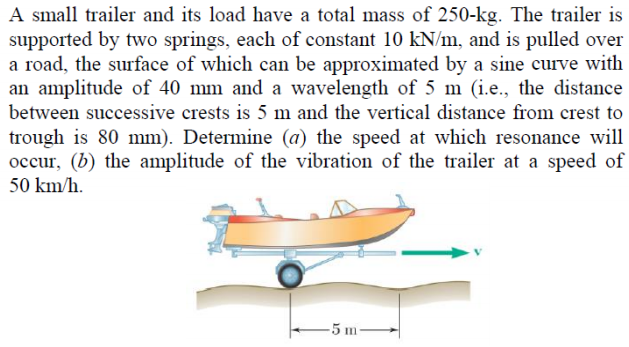 A small trailer and its load have a total mass of 250-kg. The trailer is
supported by two springs, each of constant 10 kN/m, and is pulled over
a road, the surface of which can be approximated by a sine curve with
an amplitude of 40 mm and a wavelength of 5 m (i.e., the distance
between successive crests is 5 m and the vertical distance from crest to
trough is 80 mm). Determine (a) the speed at which resonance will
occur, (b) the amplitude of the vibration of the trailer at a speed of
50 km/h.
v
5 m